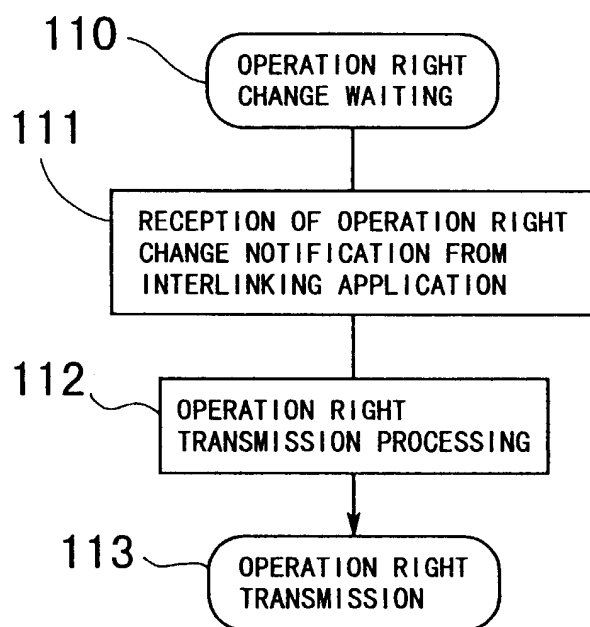 110
OPERATION RIGHT
CHANGE WAITING
111
RECEPTION OF OPERATION RIGHT
CHANGE NOTIFICATION FROM
INTERLINKING APPLICATION
112
OPERATION RIGHT
TRANSMISSION PROCESSING
113
OPERATION RIGHT
TRANSMISSION